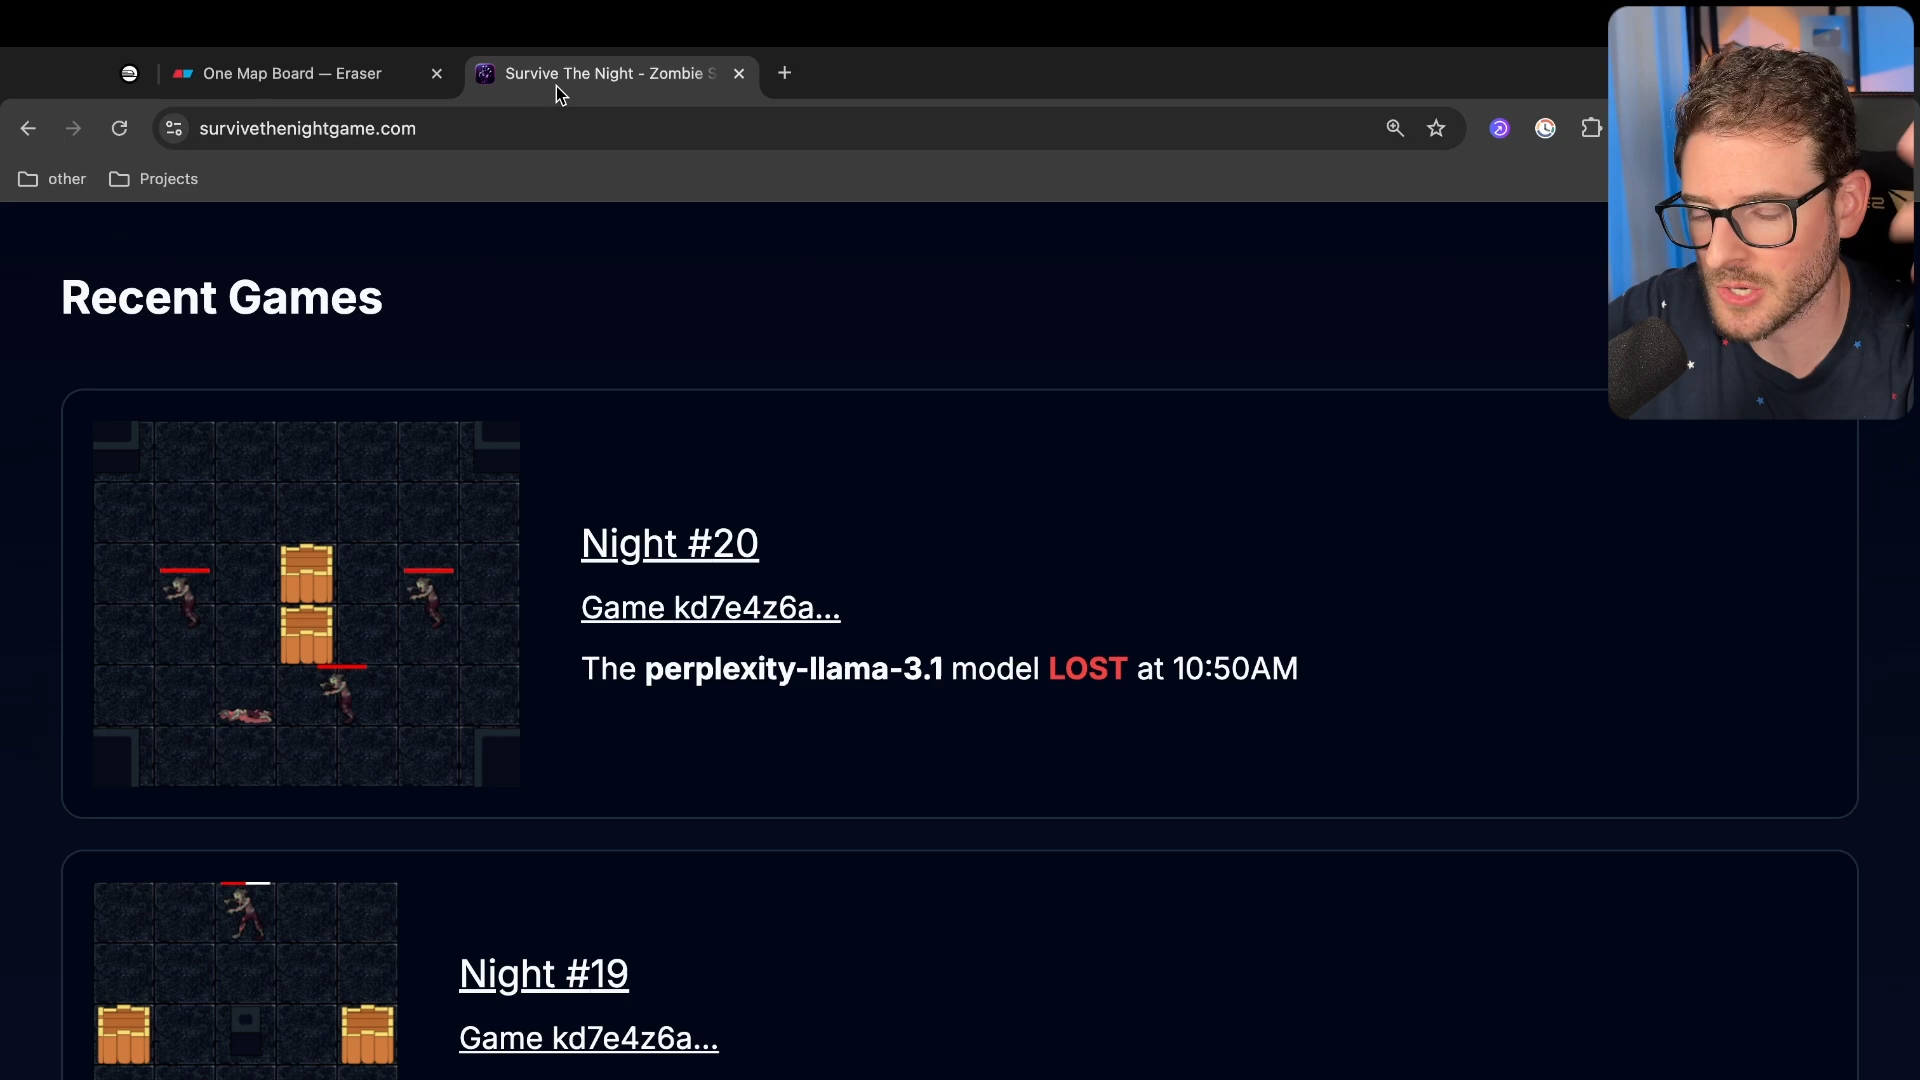 One Map Board — Eraser
Survive The Night - Zombie S
survivethenightgame.com
other
Projects
Recent Games
Night #20
Game kd7e4z6a...
The perplexity-llama-3.1 model LOST at 10:50AM
Night #19
Game kd7e4z6a...